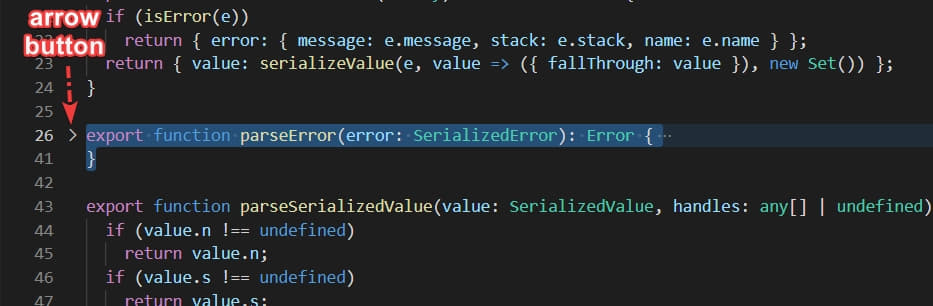 arrow
button
if (isError(e))
return { error: { message: e.message, stack: e.stack, name: e.name } };
23 return { value: serializeValue(e, value => ({ fallThrough: value }), new Set()) };
24 }
25
26 > export function parseError(error: SerializedError): Error { ⋯
41 }
42
43 export function parseSerializedValue(value: SerializedValue, handles: any[] | undefined)
44 if (value.n !== undefined)
45 return value.n;
46 if (value.s !== undefined)
47 return value.s;